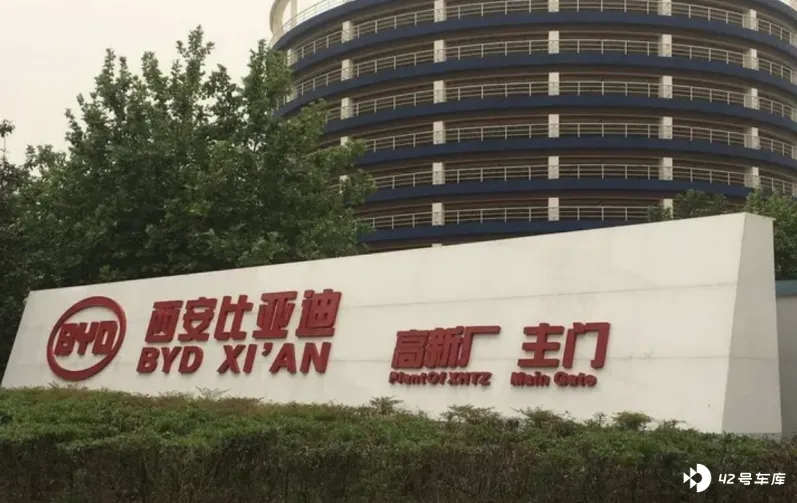 BYD
西安比亚迪
BYD XI'AN
高新厂 主门
Plant Of XHTZ Main Gate
42号车库